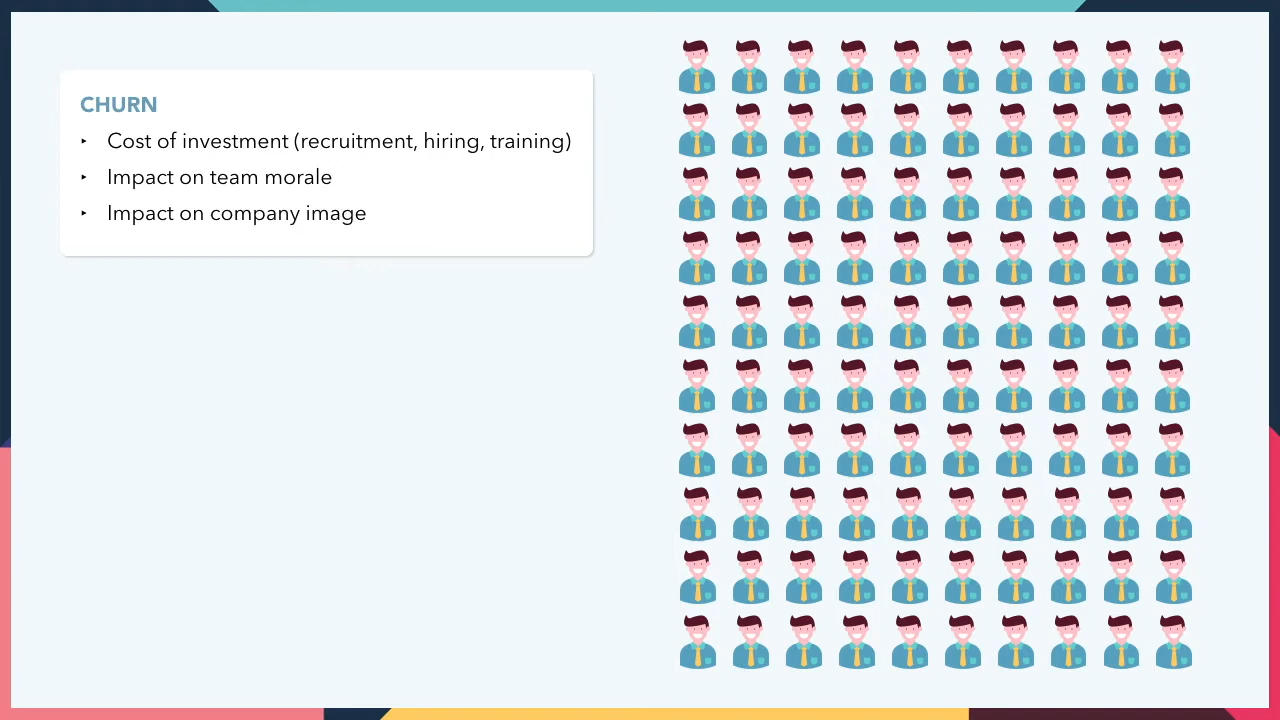 CHURN
‣ Cost of investment (recruitment, hiring, training)
‣ Impact on team morale
‣ Impact on company image